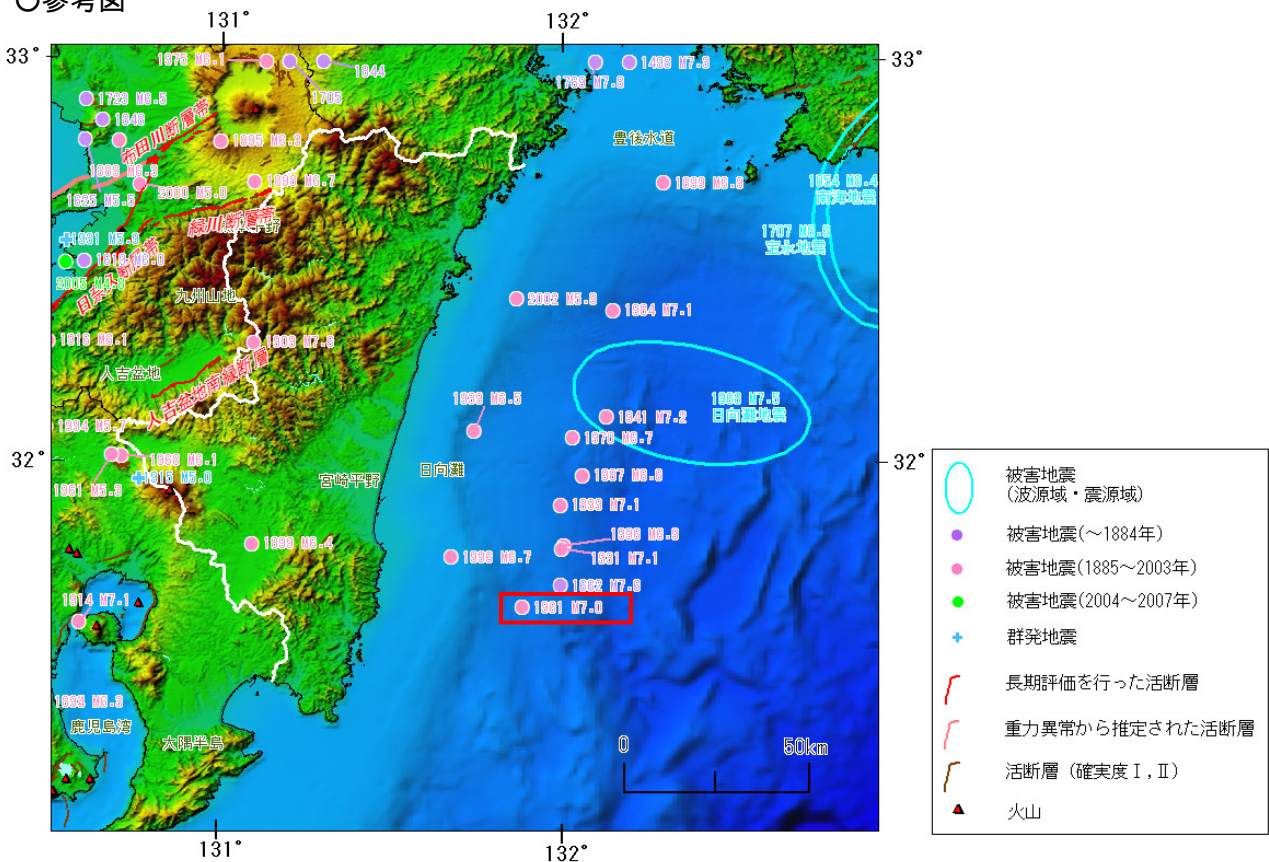 〇参考図
131°
132°
33°
33°
1975 M6.1
1844
1705
1769 M7.8
1498 M7.3
1723 M6.5
1848
布田川断層帯
1895 M6.3
豊後水道
1889 M6.3
1625 M5.5
2000 M5.0
1899 M6.9
1854 M8.4
南海地震
緑川断層帯
1707 M8.6
宝永地震
1931 M5.9
1619 M6.0
日奈久断層帯
2005 M4.8
九州山地
2002 M5.9
1984 M7.1
1916 M6.1
1909 M7.6
人吉盆地
人吉盆地南縁断層
1939 M6.5
1968 M7.5
日向灘地震
1941 M7.2
1994 M5.7
1970 M6.7
32°
32°
1968 M6.1
日向灘
宮崎平野
1915 M5.0
1961 M5.3
1987 M6.6
1899 M7.1
1899 M6.4
1931 M7.1
1996 M6.7
1662 M7.6
1961 M7.0
1914 M7.1
鹿児島湾
大隅半島
0
50km
131°
132°
被害地震
(波源域・震源域)
被害地震(～1884年)
被害地震(1885～2003年)
被害地震(2004～2007年)
群発地震
長期評価を行った活断層
重力異常から推定された活断層
活断層 (確実度Ⅰ,Ⅱ)
火山